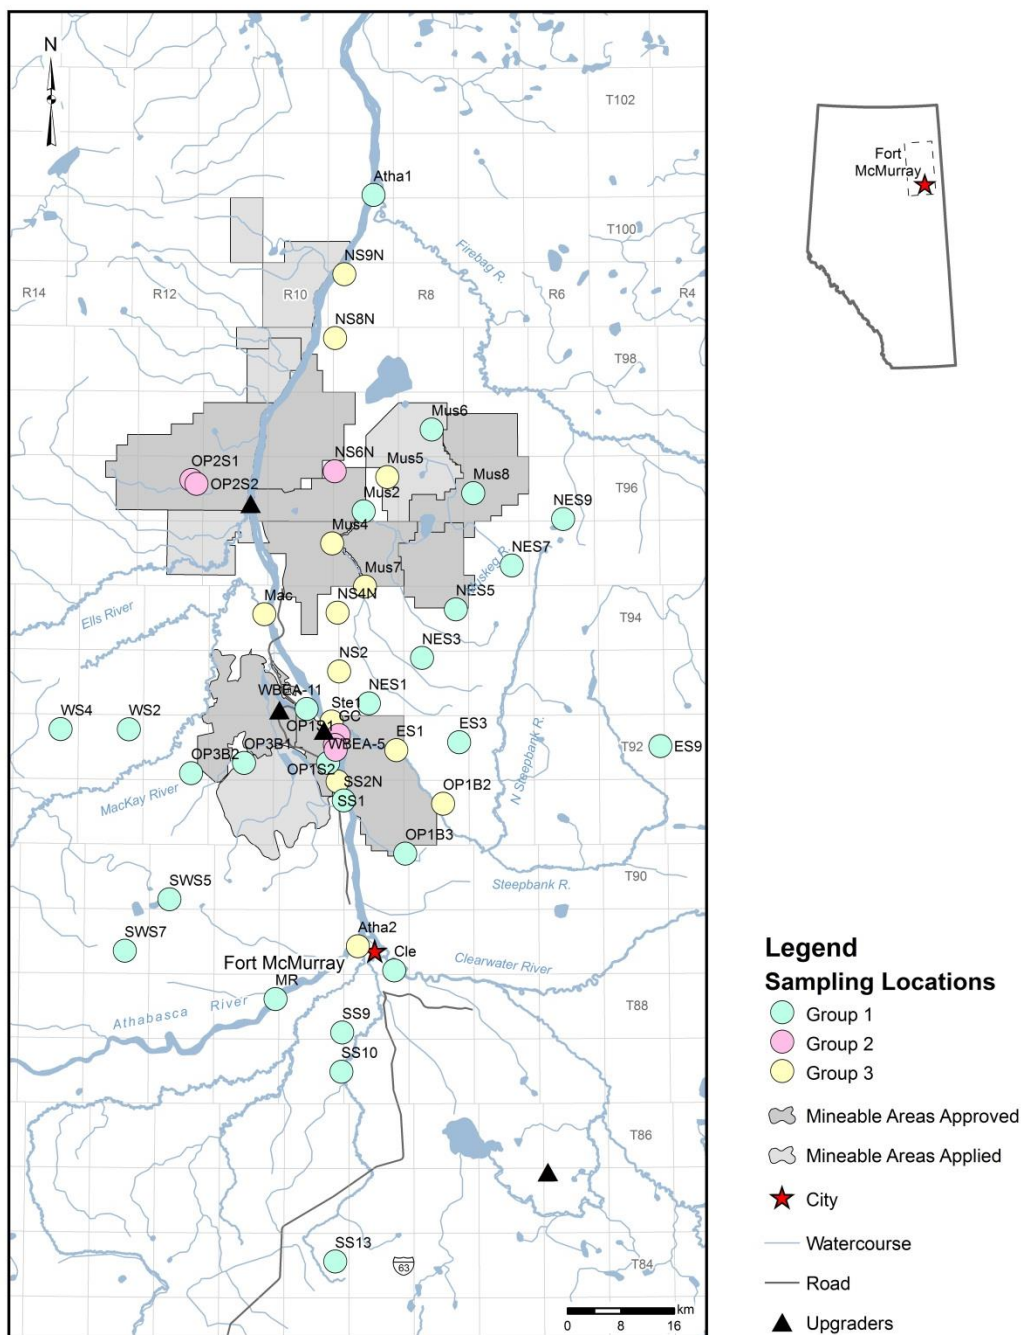 N
T102
Atha1
T100
Firebag R.
NS9N
R14
R12
R10
R8
R6
R4
NS8N
T98
Mus6
OP2S1
NS6N
Mus5
OP2S2
Mus8
T96
Mus2
NES9
Mus4
NES7
Muskeg R.
Mus7
Ells River
Mac
NS4N
NES5
T94
NES3
NS2
WBEA-11
NES1
WS4
WS2
Ste1
GC
OP1S1
ES1
ES3
N Steepbank R.
T92
ES9
WBEA-5
OP3B2
OP3B1
OP1S2
SS2N
MacKay River
SS1
OP1B2
OP1B3
SWS5
Steepbank R.
T90
SWS7
Atha2
Cle
Fort McMurray
Clearwater River
MR
Athabasca River
T88
SS9
SS10
T86
SS13
63
T84
km
0 8 16
Fort
McMurray
Legend
Sampling Locations
Group 1
Group 2
Group 3
Mineable Areas Approved
Mineable Areas Applied
City
Watercourse
Road
Upgraders